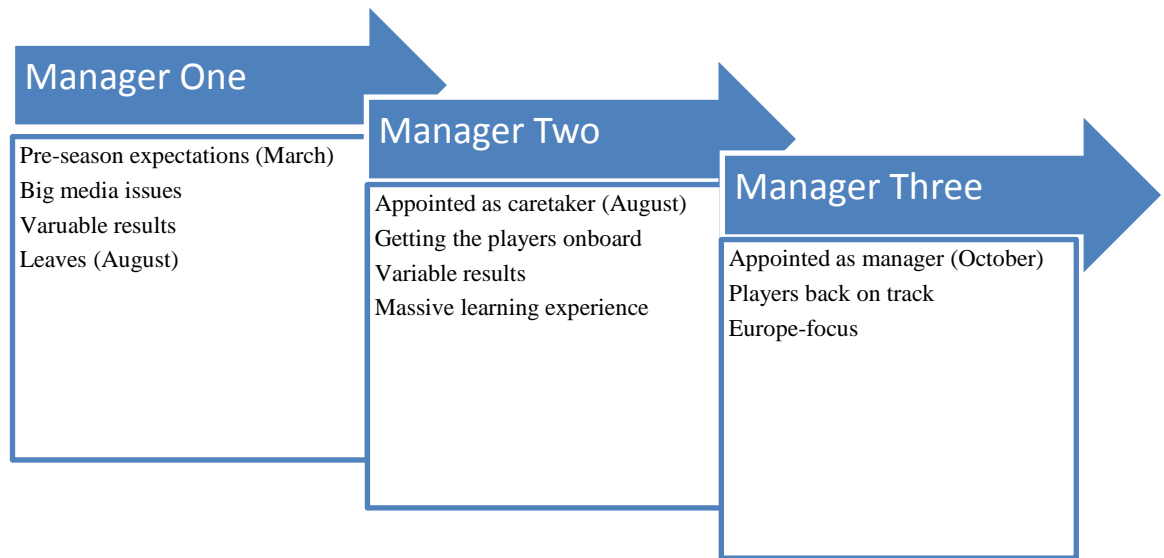 Manager One
Pre-season expectations (March)
Big media issues
Varuable results
Leaves (August)
Manager Two
Appointed as caretaker (August)
Getting the players onboard
Variable results
Massive learning experience
Manager Three
Appointed as manager (October)
Players back on track
Europe-focus